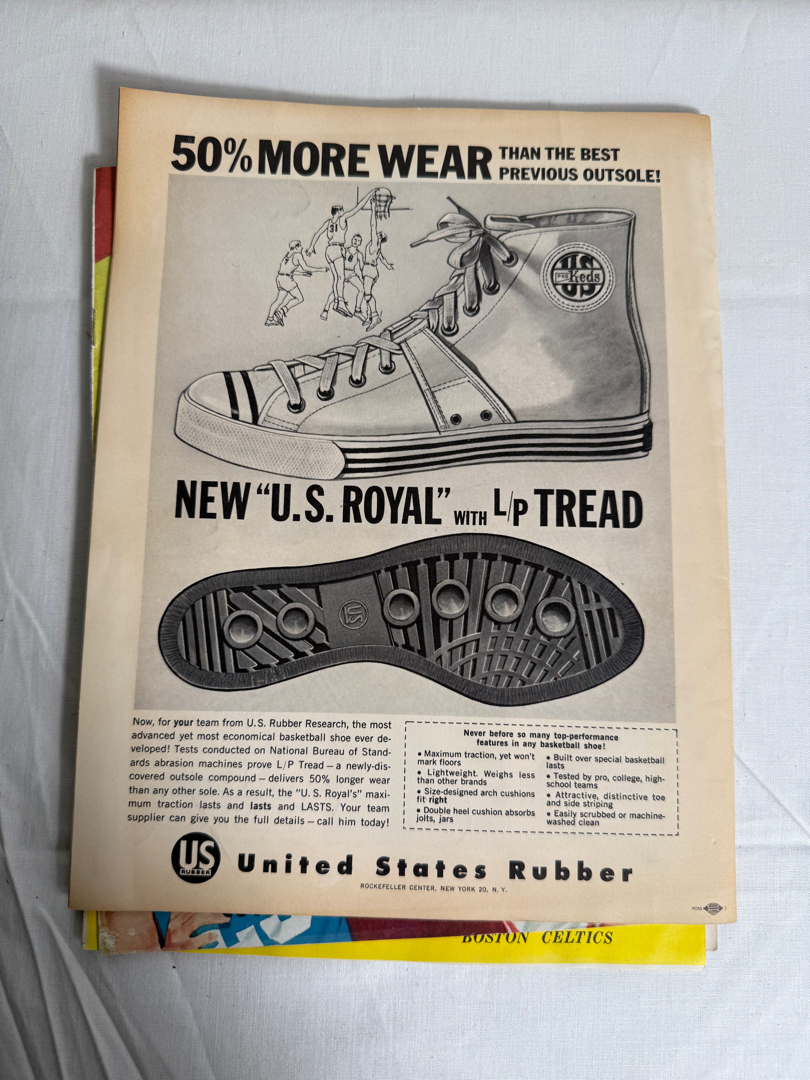 50% MORE WEAR THAN THE BEST
PREVIOUS OUTSOLE!
31
US
PRO Keds
NEW “U.S. ROYAL” WITH L/P TREAD
US
Now, for your team from U.S. Rubber Research, the most
advanced yet most economical basketball shoe ever de-
veloped! Tests conducted on National Bureau of Stand-
ards abrasion machines prove L/P Tread — a newly-dis-
covered outsole compound — delivers 50% longer wear
than any other sole. As a result, the “U. S. Royal’s” maxi-
mum traction lasts and lasts and LASTS. Your team
supplier can give you the full details — call him today!
Never before so many top-performance
features in any basketball shoe!
• Maximum traction, yet won’t
mark floors
• Lightweight. Weighs less
than other brands
• Size-designed arch cushions
fit right
• Double heel cushion absorbs
jolts, jars
• Built over special basketball
lasts
• Tested by pro, college, high-
school teams
• Attractive, distinctive toe
and side striping
• Easily scrubbed or machine-
washed clean
US
RUBBER
United States Rubber
ROCKEFELLER CENTER, NEW YORK 20, N. Y.
BOSTON CELTICS